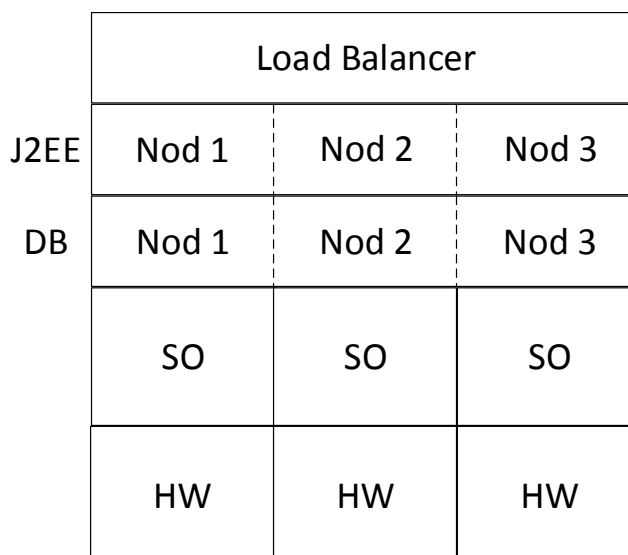 Load Balancer
J2EE Nod 1 Nod 2 Nod 3
DB Nod 1 Nod 2 Nod 3
SO SO SO
HW HW HW